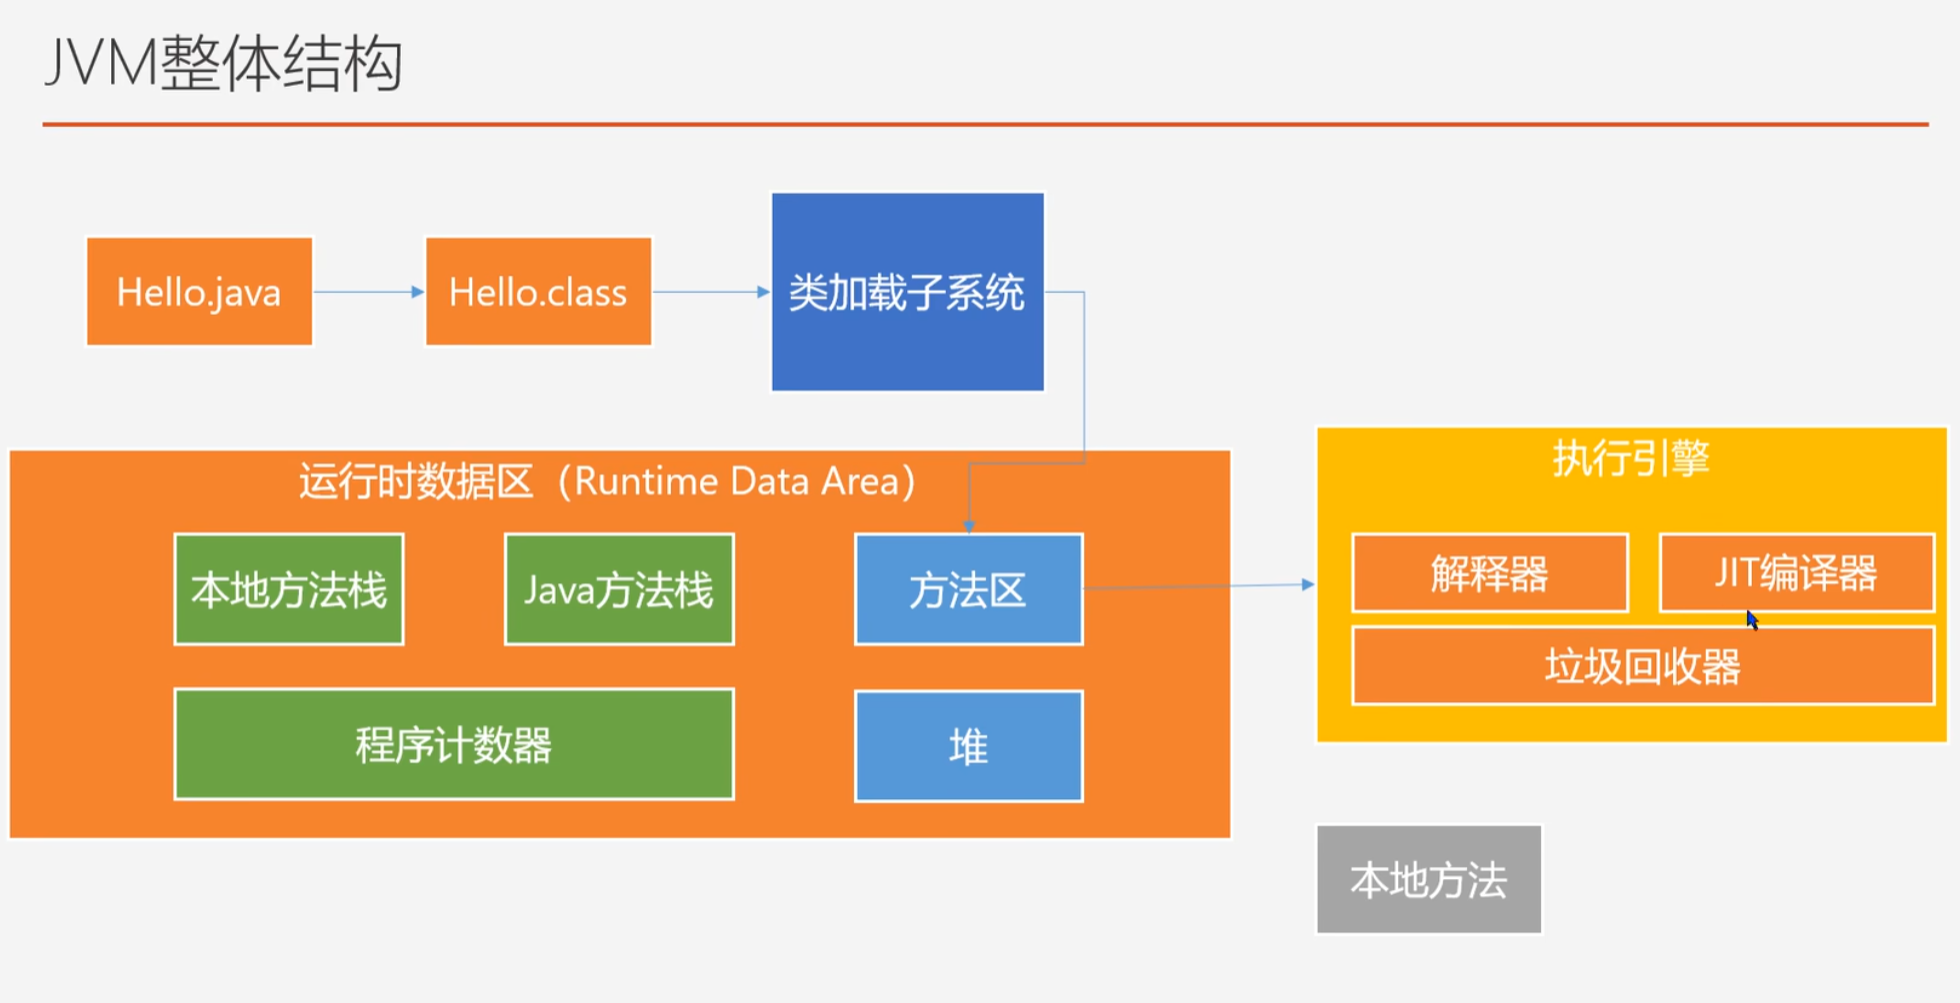 JVM整体结构
Hello.java
Hello.class
类加载子系统
运行时数据区（Runtime Data Area）
本地方法栈
Java方法栈
方法区
程序计数器
堆
执行引擎
解释器
JIT编译器
垃圾回收器
本地方法